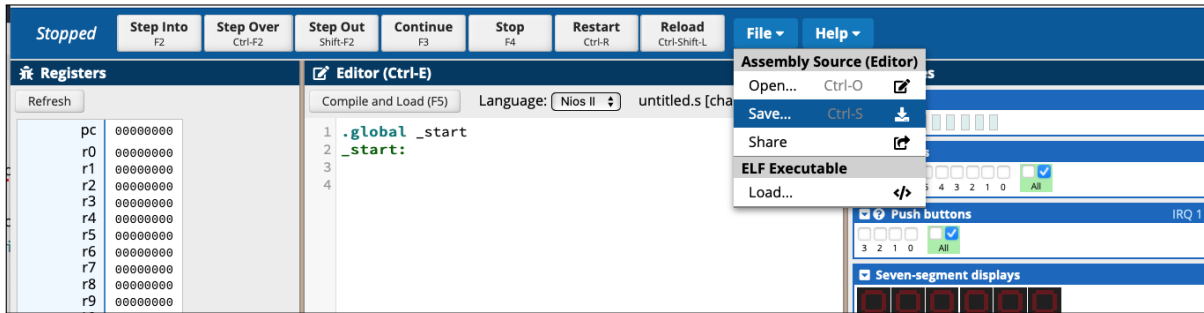 Stopped
Step Into
F2
Step Over
Ctrl-F2
Step Out
Shift-F2
Continue
F3
Stop
F4
Restart
Ctrl-R
Reload
Ctrl-Shift-L
File
Help
Registers
Refresh
pc 00000000
r0 00000000
r1 00000000
r2 00000000
r3 00000000
r4 00000000
r5 00000000
r6 00000000
r7 00000000
r8 00000000
r9 00000000
Editor (Ctrl-E)
Compile and Load (F5) Language: Nios II untitled.s [cha
1 .global _start
2 _start:
3
4
Assembly Source (Editor)
Open... Ctrl-O
Save... Ctrl-S
Share
ELF Executable
Load... </>
4 3 2 1 0 All
Push buttons IRQ 1
3 2 1 0 All
Seven-segment displays